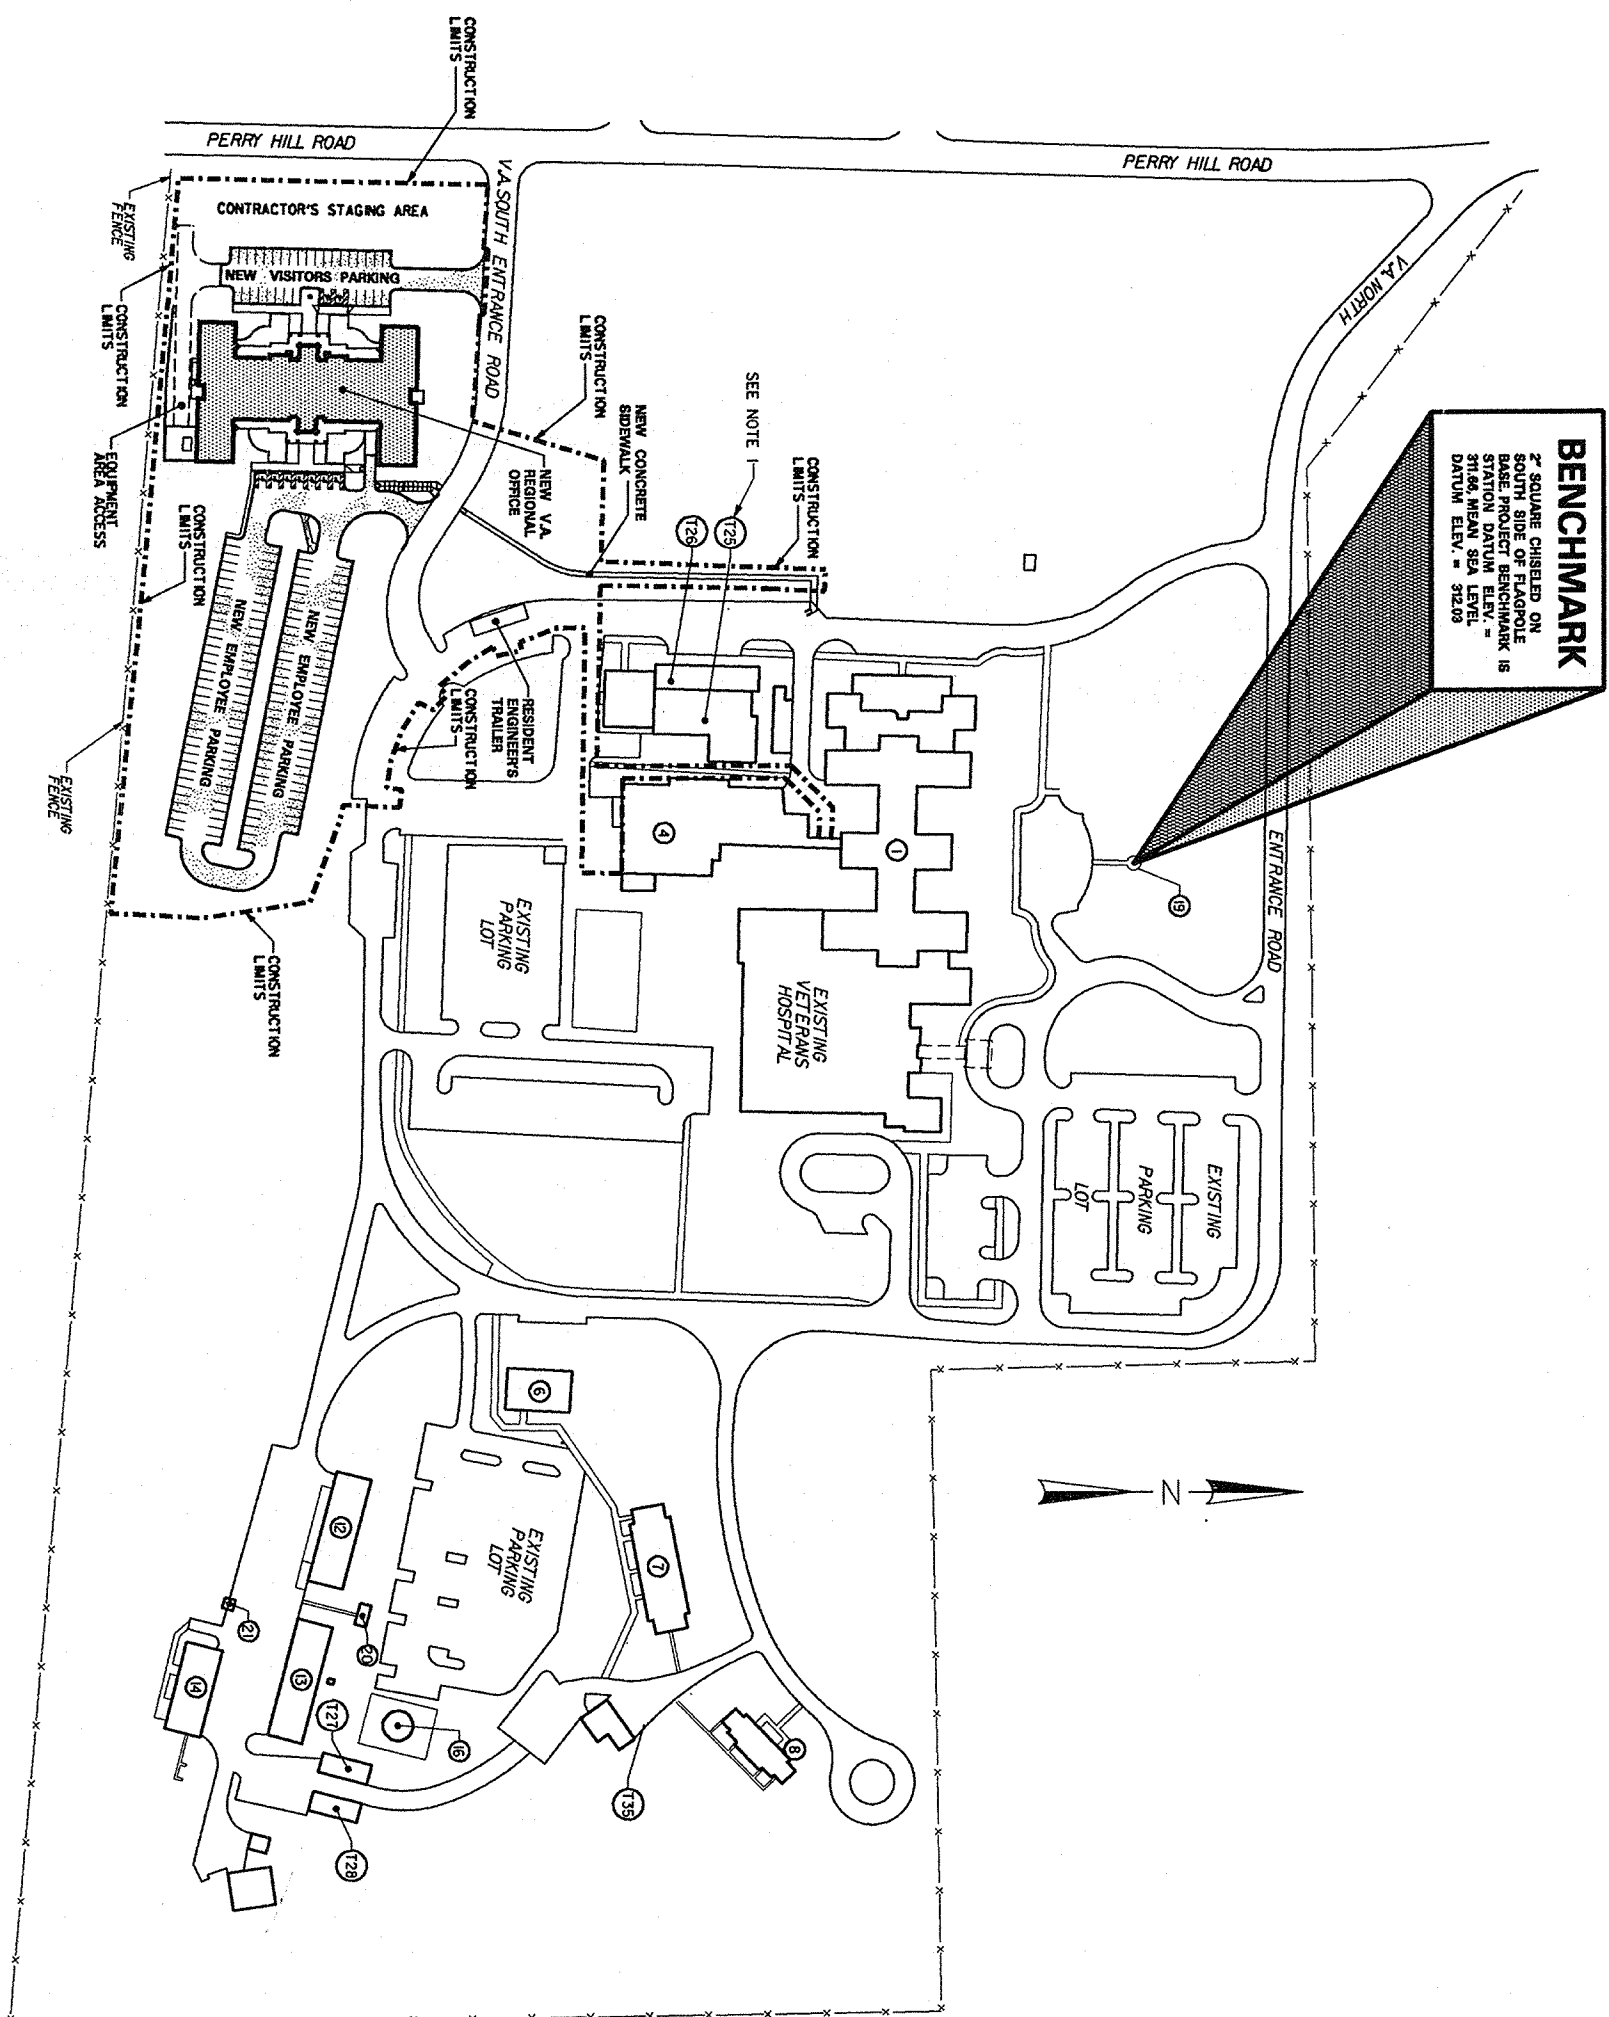 BENCHMARK
2" SQUARE CHISELED ON
SOUTH SIDE OF FLAGPOLE
BASE. PROJECT BENCHMARK IS
STATION DATUM ELEV. =
311.66, MEAN SEA LEVEL
DATUM ELEV. = 312.03
V.A. NORTH
ENTRANCE ROAD
PERRY HILL ROAD
PERRY HILL ROAD
V.A. SOUTH ENTRANCE ROAD
CONSTRUCTION
LIMITS
CONTRACTOR'S STAGING AREA
EXISTING
FENCE
NEW VISITORS PARKING
CONSTRUCTION
LIMITS
EQUIPMENT
AREA ACCESS
CONSTRUCTION
LIMITS
CONSTRUCTION
LIMITS
NEW V.A.
REGIONAL
OFFICE
NEW CONCRETE
SIDEWALK
SEE NOTE 1
CONSTRUCTION
LIMITS
T25
T26
NEW EMPLOYEE PARKING
NEW EMPLOYEE PARKING
RESIDENT
ENGINEER'S
TRAILER
CONSTRUCTION
LIMITS
EXISTING
FENCE
CONSTRUCTION
LIMITS
4
1
19
EXISTING
PARKING
LOT
EXISTING
VETERANS
HOSPITAL
EXISTING
PARKING
LOT
N
6
7
8
EXISTING
PARKING
LOT
12
13
14
20
21
16
T27
T28
T35